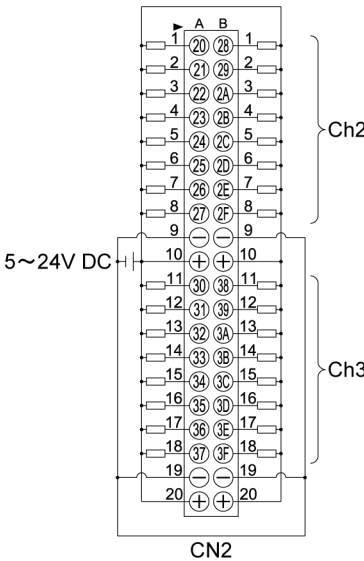 A B
1 20 28 1
2 21 29 2
3 22 2A 3
4 23 2B 4
5 24 2C 5
6 25 2D 6
7 26 2E 7
8 27 2F 8
Ch2
9 − − 9
5～24V DC
10 + + 10
11 30 38 11
12 31 39 12
13 32 3A 13
14 33 3B 14
15 34 3C 15
16 35 3D 16
17 36 3E 17
18 37 3F 18
Ch3
19 − − 19
20 + + 20
CN2